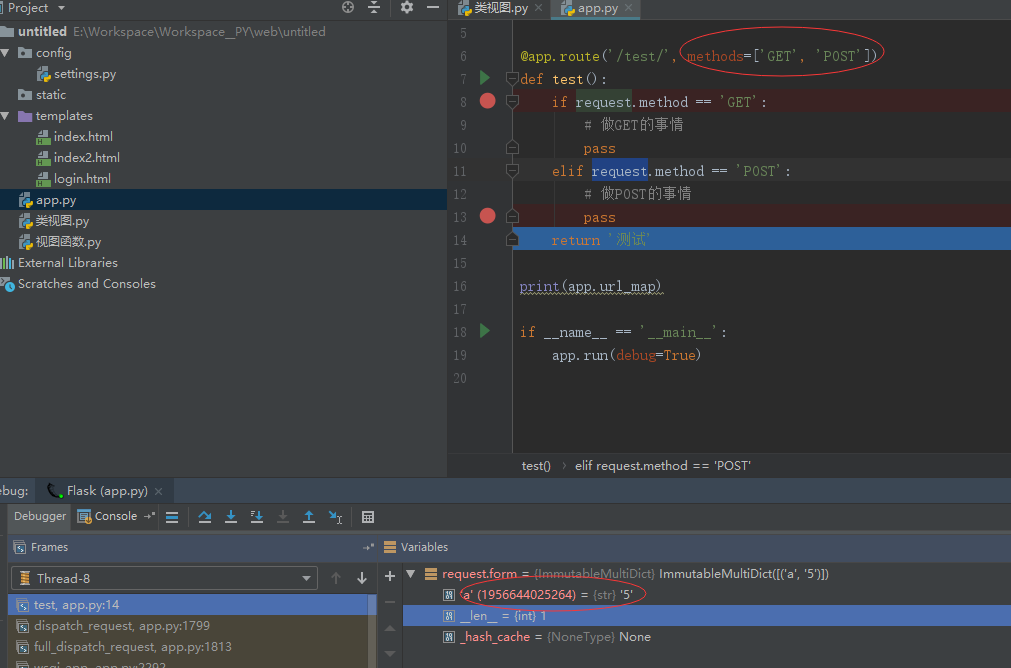 Project
untitled E:\Workspace\Workspace__PY\web\untitled
config
settings.py
static
templates
index.html
index2.html
login.html
app.py
类视图.py
视图函数.py
External Libraries
Scratches and Consoles
类视图.py
app.py
5
6 @app.route('/test/', methods=['GET', 'POST'])
7 def test():
8 if request.method == 'GET':
9 # 做GET的事情
10 pass
11 elif request.method == 'POST':
12 # 做POST的事情
13 pass
14 return '测试'
15
16 print(app.url_map)
17
18 if __name__ == '__main__':
19 app.run(debug=True)
20
test() elif request.method == 'POST'
ebug: Flask (app.py)
Debugger Console
Frames
Thread-8
test, app.py:14
dispatch_request, app.py:1799
full_dispatch_request, app.py:1813
wsgi_app, app.py:2292
Variables
request.form = {ImmutableMultiDict} ImmutableMultiDict([('a', '5')])
'a' (1956644025264) = {str} '5'
__len__ = {int} 1
_hash_cache = {NoneType} None